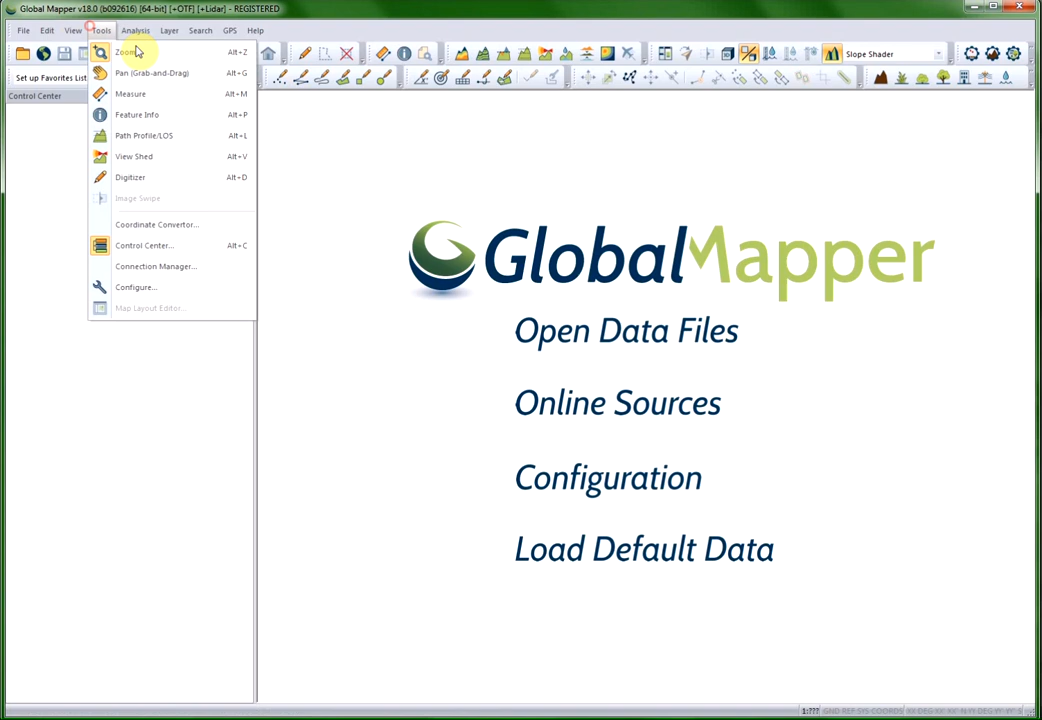 Global Mapper v18.0 (b092616) [64-bit] [+OTF] [+Lidar] - REGISTERED
File Edit View Tools Analysis Layer Search GPS Help
Zoom Alt+Z
Slope Shader
Pan (Grab-and-Drag) Alt+G
Set up Favorites List
Measure Alt+M
Control Center
Feature Info Alt+P
Path Profile/LOS Alt+L
View Shed Alt+V
Digitizer Alt+D
Image Swipe
Coordinate Convertor...
Control Center... Alt+C
Connection Manager...
Configure...
Map Layout Editor...
GlobalMapper
Open Data Files
Online Sources
Configuration
Load Default Data
1:???